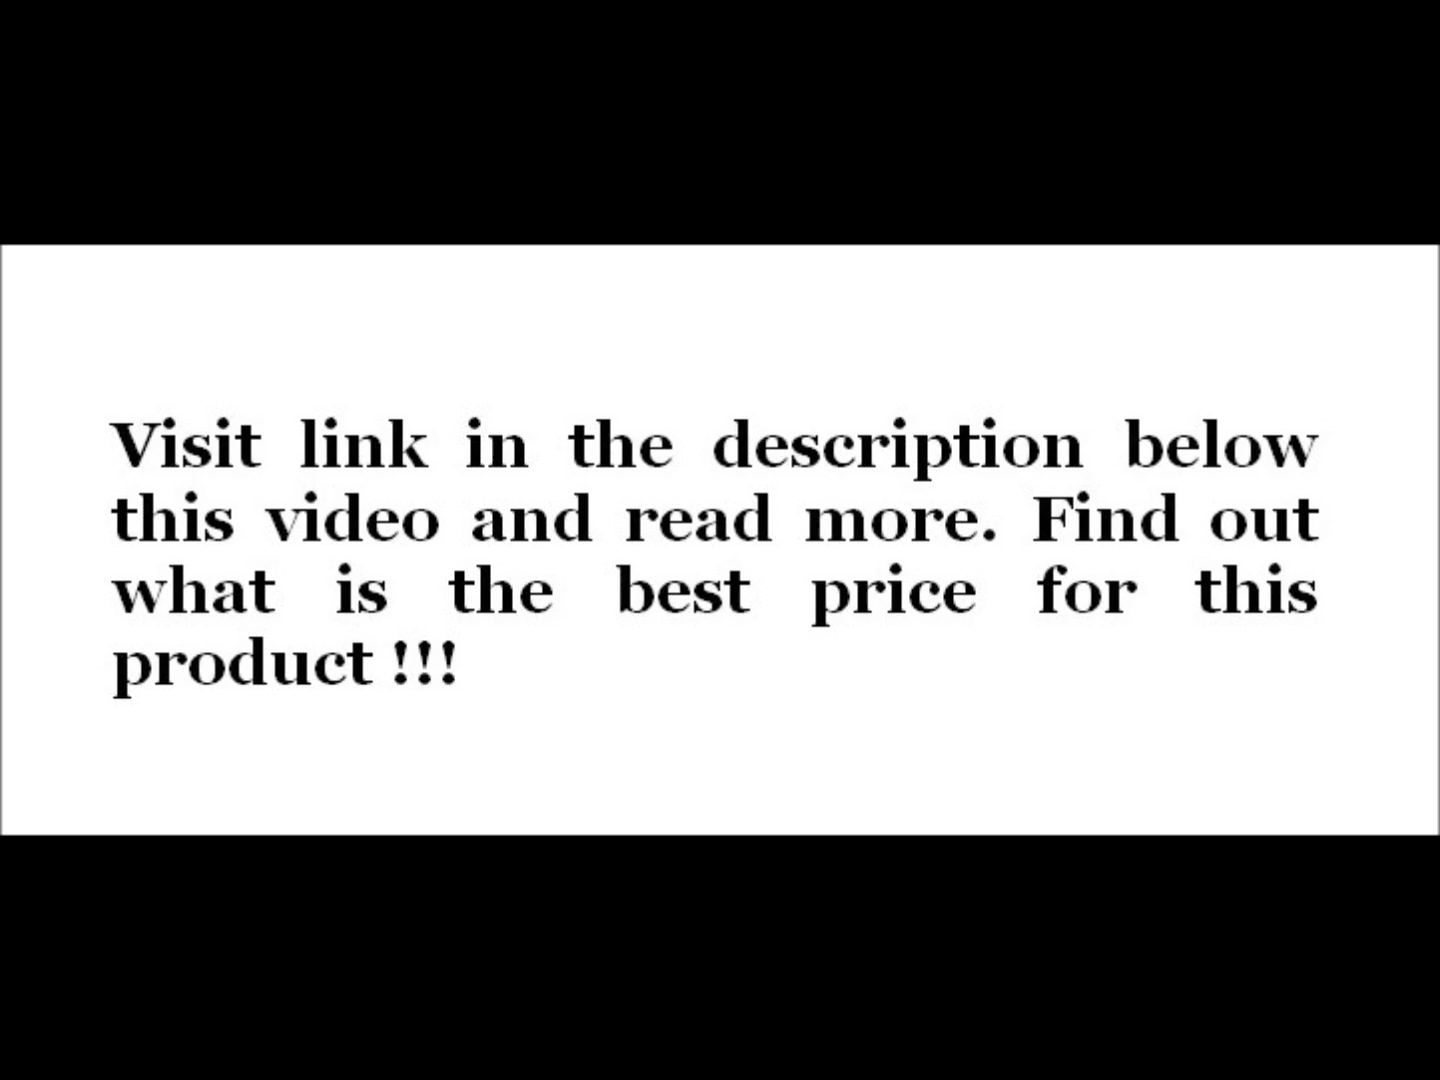 Visit link in the description below
this video and read more. Find out
what is the best price for this
product !!!